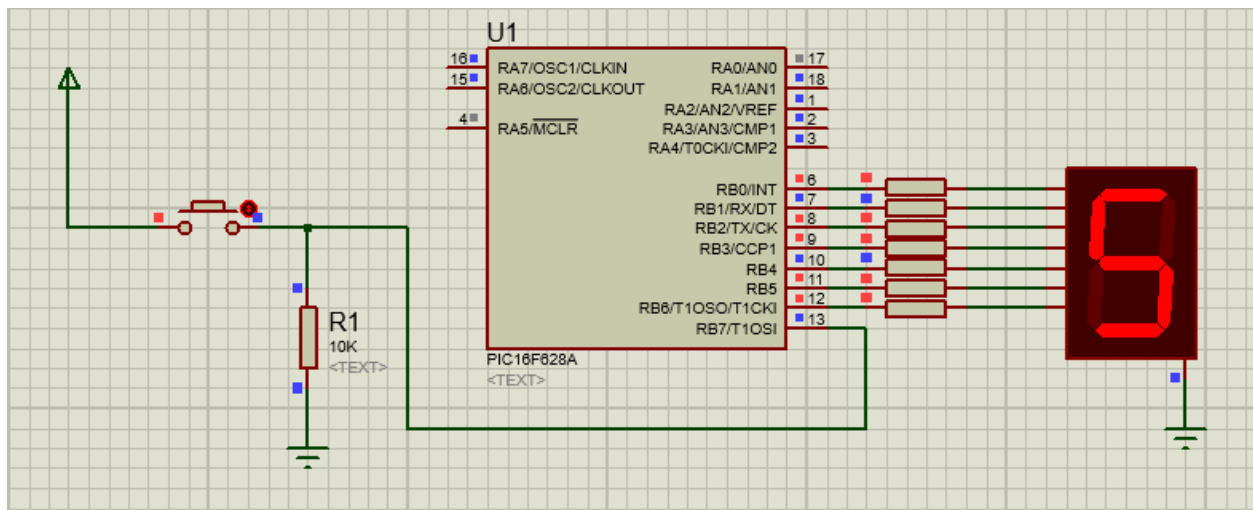 U1
16
RA7/OSC1/CLKIN
15
RA6/OSC2/CLKOUT
4
RA5/MCLR
RA0/AN0
17
RA1/AN1
18
RA2/AN2/VREF
1
RA3/AN3/CMP1
2
RA4/T0CKI/CMP2
3
RB0/INT
6
RB1/RX/DT
7
RB2/TX/CK
8
RB3/CCP1
9
RB4
10
RB5
11
RB6/T1OSO/T1CKI
12
RB7/T1OSI
13
PIC16F628A
<TEXT>
R1
10K
<TEXT>
5